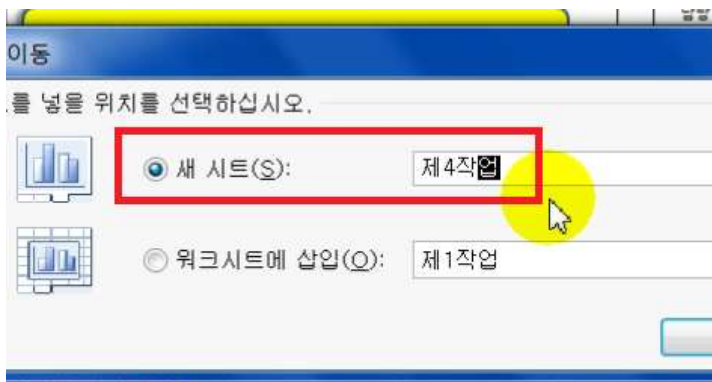 이동
를 넣을 위치를 선택하십시오.
새 시트(S): 제4작업
워크시트에 삽입(O): 제1작업